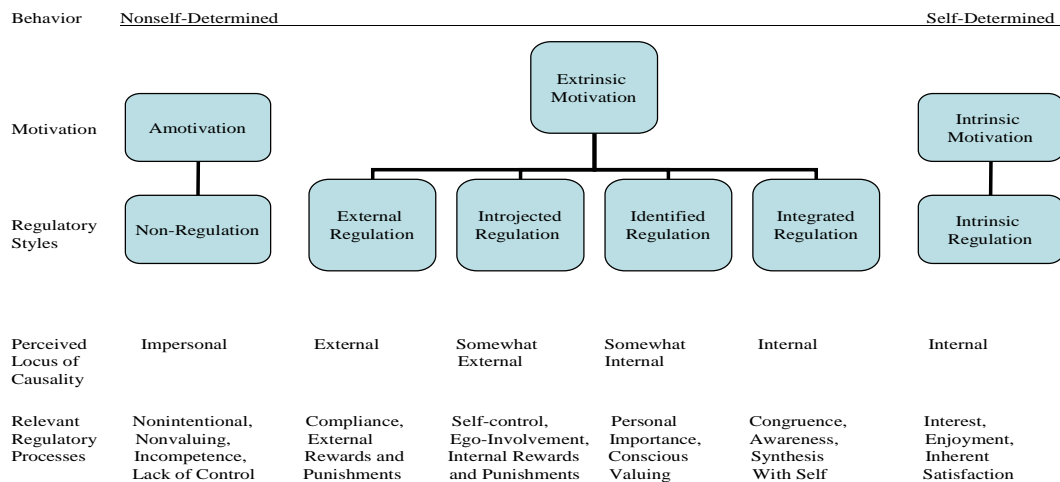 Behavior Nonself-Determined Self-Determined
Extrinsic
Motivation
Motivation Amotivation Intrinsic
Motivation
Regulatory
Styles
Non-Regulation
External
Regulation
Introjected
Regulation
Identified
Regulation
Integrated
Regulation
Intrinsic
Regulation
Perceived
Locus of
Causality
Impersonal
External
Somewhat
External
Somewhat
Internal
Internal
Internal
Relevant
Regulatory
Processes
Nonintentional,
Nonvaluing,
Incompetence,
Lack of Control
Compliance,
External
Rewards and
Punishments
Self-control,
Ego-Involvement,
Internal Rewards
and Punishments
Personal
Importance,
Conscious
Valuing
Congruence,
Awareness,
Synthesis
With Self
Interest,
Enjoyment,
Inherent
Satisfaction